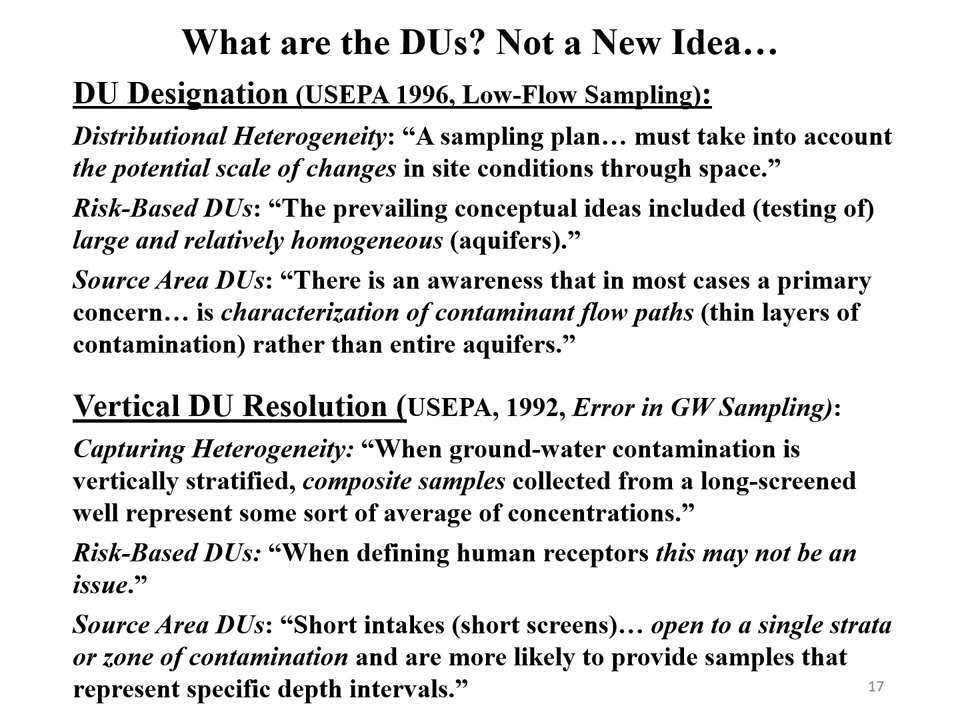 What are the DUs? Not a New Idea…
DU Designation (USEPA 1996, Low-Flow Sampling):
Distributional Heterogeneity: “A sampling plan… must take into account
the potential scale of changes in site conditions through space.”
Risk-Based DUs: “The prevailing conceptual ideas included (testing of)
large and relatively homogeneous (aquifers).”
Source Area DUs: “There is an awareness that in most cases a primary
concern… is characterization of contaminant flow paths (thin layers of
contamination) rather than entire aquifers.”
Vertical DU Resolution (USEPA, 1992, Error in GW Sampling):
Capturing Heterogeneity: “When ground-water contamination is
vertically stratified, composite samples collected from a long-screened
well represent some sort of average of concentrations.”
Risk-Based DUs: “When defining human receptors this may not be an
issue.”
Source Area DUs: “Short intakes (short screens)… open to a single strata
or zone of contamination and are more likely to provide samples that
represent specific depth intervals.”
17